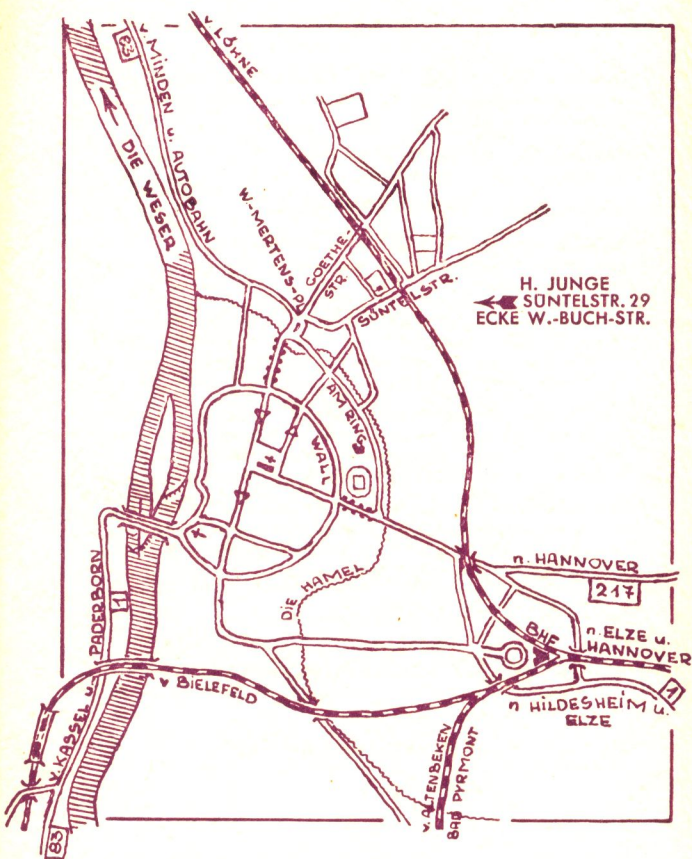 v. LÖHNE
83
v. MINDEN u. AUTOBAHN
DIE WESER
W.-MERTENS-PL.
GOETHE-
STR
SÜNTELSTR.
H. JUNGE
SÜNTELSTR. 29
ECKE W.-BUCH-STR.
AM RING
WALL
DIE HAMEL
n. HANNOVER
217
BHF
n. ELZE u.
HANNOVER
1
n HILDESHEIM u.
ELZE
v BIELEFELD
1
v. KASSEL u. PADERBORN
83
v. ALTENBEKEN
BAD PYRMONT